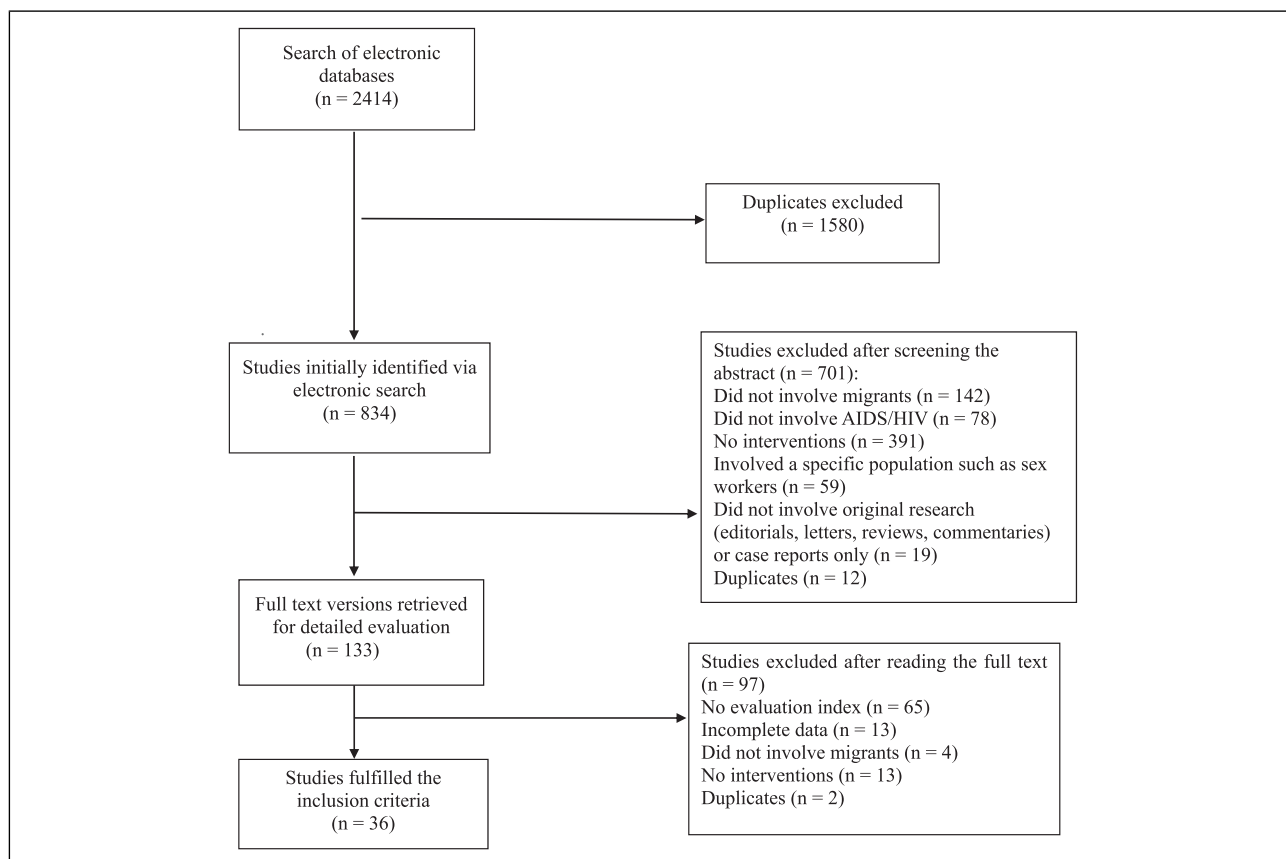 Search of electronic
databases
(n = 2414)
Duplicates excluded
(n = 1580)
Studies initially identified via
electronic search
(n = 834)
Studies excluded after screening the
abstract (n = 701):
Did not involve migrants (n = 142)
Did not involve AIDS/HIV (n = 78)
No interventions (n = 391)
Involved a specific population such as sex
workers (n = 59)
Did not involve original research
(editorials, letters, reviews, commentaries)
or case reports only (n = 19)
Duplicates (n = 12)
Full text versions retrieved
for detailed evaluation
(n = 133)
Studies excluded after reading the full text
(n = 97)
No evaluation index (n = 65)
Incomplete data (n = 13)
Did not involve migrants (n = 4)
No interventions (n = 13)
Duplicates (n = 2)
Studies fulfilled the
inclusion criteria
(n = 36)